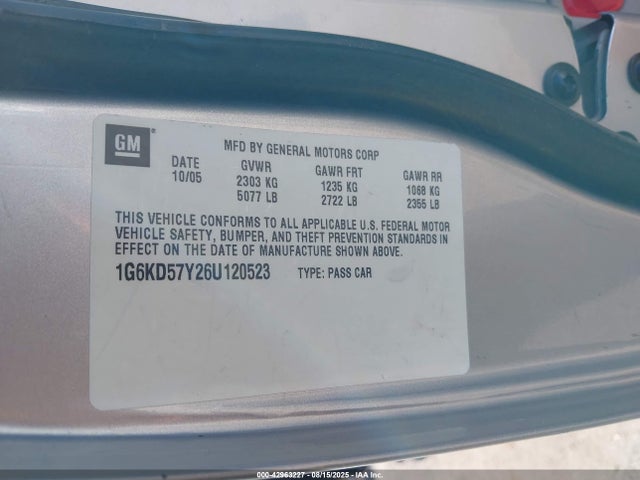 GM
MFD BY GENERAL MOTORS CORP
DATE GVWR GAWR FRT GAWR RR
10/05 2303 KG 1235 KG 1068 KG
5077 LB 2722 LB 2355 LB
THIS VEHICLE CONFORMS TO ALL APPLICABLE U.S. FEDERAL MOTOR
VEHICLE SAFETY, BUMPER, AND THEFT PREVENTION STANDARDS
IN EFFECT ON THE DATE OF MANUFACTURE SHOWN ABOVE.
1G6KD57Y26U120523 TYPE: PASS CAR
000-42963227 - 08/15/2025 - IAAI.COM